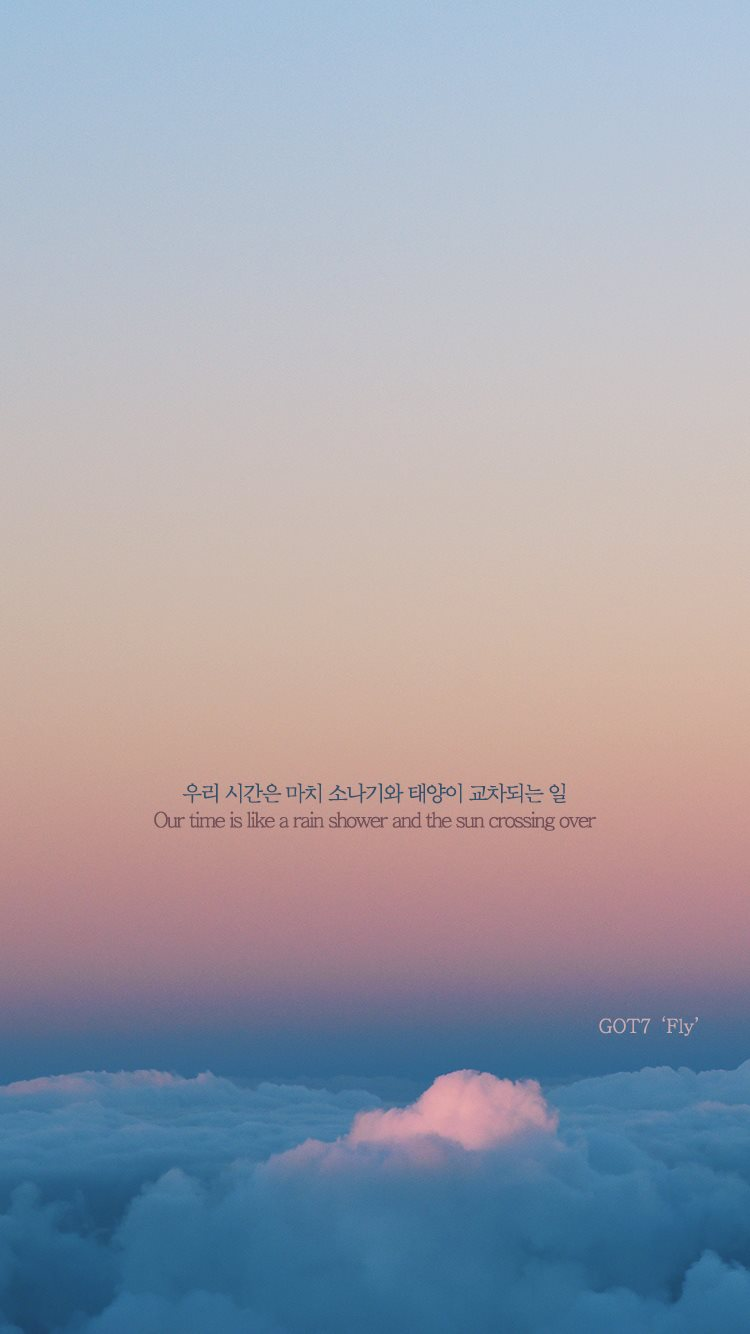 우리 시간은 마치 소나기와 태양이 교차되는 일
Our time is like a rain shower and the sun crossing over
GOT7 ‘Fly’